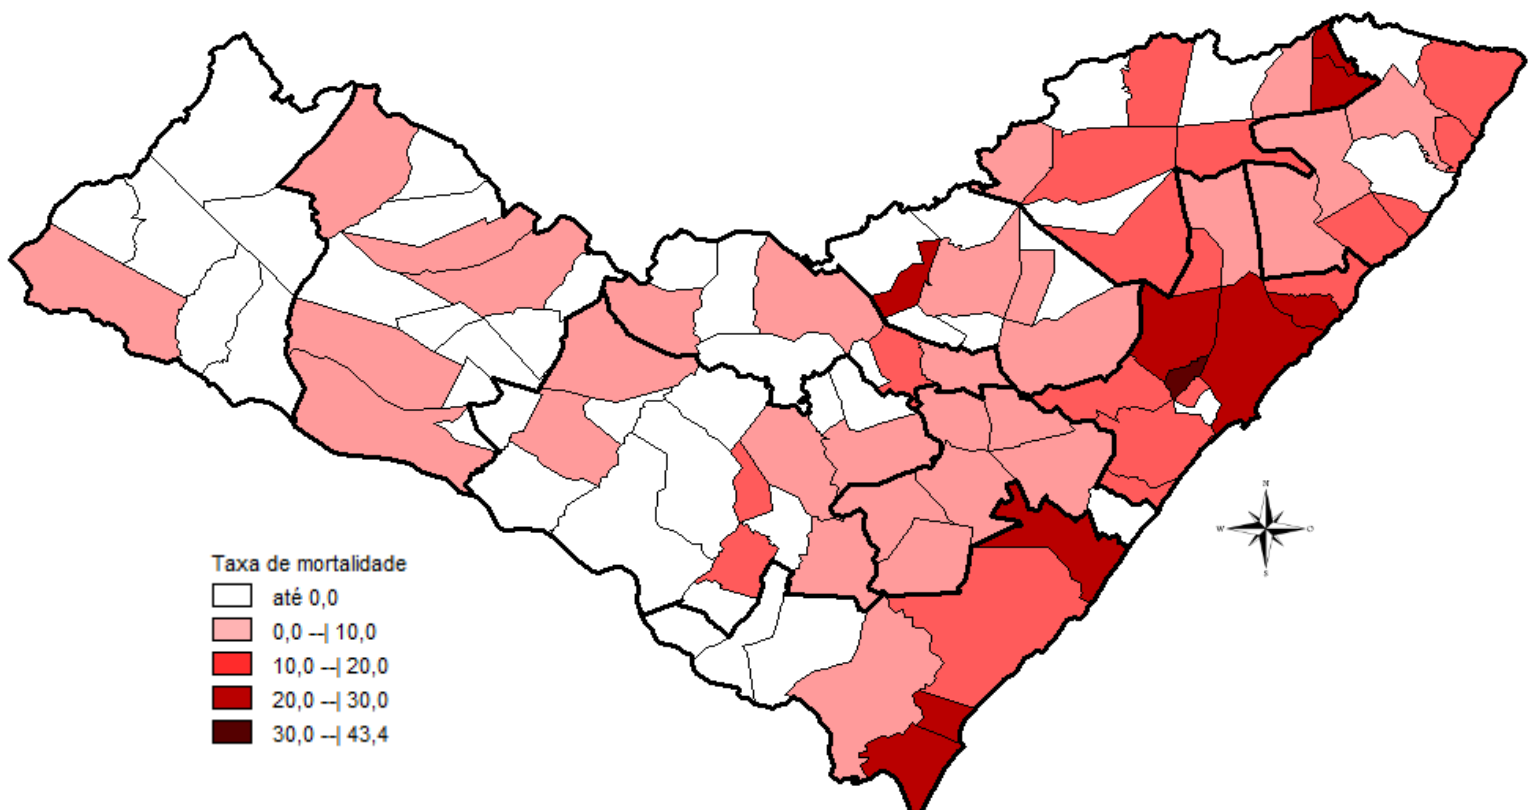 N
W
O
S
Taxa de mortalidade
até 0,0
0,0 --| 10,0
10,0 --| 20,0
20,0 --| 30,0
30,0 --| 43,4